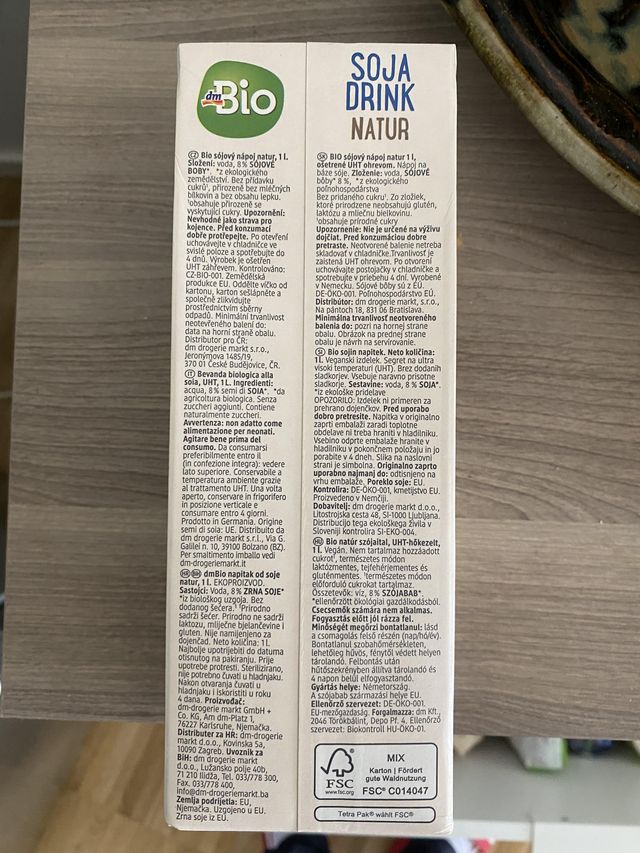 dm Bio
CZ Bio sójový nápoj natur, 1 l.
Složení: voda, 8% SÓJOVÉ
BOBY*. *z ekologického
zemědělství. Bez přídavku
cukrů¹, přirozeně bez mléčných
bílkovin a bez obsahu lepku.
¹obsahuje přirozeně se
vyskytující cukry. Upozornění:
Nevhodné jako strava pro
kojence. Před konzumací
dobře protřepejte. Po otevření
uchovávejte v chladničce ve
svislé poloze a spotřebujte do
4 dnů. Výrobek je ošetřen
UHT záhřevem. Kontrolováno:
CZ-BIO-001. Zemědělská
produkce EU. Oddělte víčko od
kartonu, karton sešlápněte a
společně zlikvidujte
prostřednictvím sběrny
odpadů. Minimální trvanlivost
neotevřeného balení do:
data na horní straně obalu.
Distributor pro ČR:
dm drogerie markt s.r.o.,
Jeronýmova 1485/19,
370 01 České Budějovice, ČR.
IT Bevanda biologica alla
soia, UHT, 1 L. Ingredienti:
acqua, 8% semi di SOIA*. *da
agricoltura biologica. Senza
zuccheri aggiunti. Contiene
naturalmente zuccheri.
Avvertenza: non adatto come
alimentazione per neonati.
Agitare bene prima del
consumo. Da consumarsi
preferibilmente entro il
(in confezione integra): vedere
lato superiore. Conservabile a
temperatura ambiente grazie
al trattamento UHT. Una volta
aperto, conservare in frigorifero
in posizione verticale e
consumare entro 4 giorni.
Prodotto in Germania. Origine
semi di soia: UE. Distribuito da
dm drogerie markt s.r.l., Via G.
Galilei n. 10, 39100 Bolzano (BZ).
Per smaltimento imballo vedi
dm-drogeriemarkt.it
HR BIH dmBio napitak od soje
natur, 1 L. EKOPROIZVOD.
Sastojci: Voda, 8% ZRNA SOJE*
*iz biološkog uzgoja. Bez
dodanog šećera.¹ ¹Prirodno
sadrži šećer. Prirodno ne sadrži
laktozu, mliječne bjelančevine i
gluten. Nije namijenjeno za
dojenčad. Neto količina: 1L
Najbolje upotrijebiti do datuma
otisnutog na pakiranju. Prije
upotrebe protresti. Sterilizirano,
nije potrebno čuvati u hladnjaku.
Nakon otvaranja čuvati u
hladnjaku i iskoristiti u roku
4 dana. Proizvođač:
dm-drogerie markt GmbH +
Co. KG, Am dm-Platz 1,
76227 Karlsruhe, Njemačka.
Distributer za HR: dm-drogerie
markt d.o.o., Kovinska 5a,
10090 Zagreb. Uvoznik za
BiH: dm drogerie markt
d.o.o., Lužansko polje 40b,
71 210 Ilidža, Tel. 033/778 300,
Fax. 033/778 400,
info@dm-drogeriemarkt.ba
Zemlja podrijetla: EU,
Njemačka. Uzgojeno u EU.
Zrna soje iz EU.
SOJA
DRINK
NATUR
SK BIO sójový nápoj natur 1 l,
ošetrené UHT ohrevom. Nápoj na
báze sóje. Zloženie: voda, SÓJOVÉ
bôby* 8 %, *z ekologického
poľnohospodárstva
Bez pridaného cukru¹. Zo zložiek,
ktoré prirodzene neobsahujú glutén,
laktózu a mliečnu bielkovinu.
¹obsahuje prírodné cukry
Upozornenie: Nie je určené na výživu
dojčiat. Pred konzumáciou dobre
pretraste. Neotvorené balenie netreba
skladovať v chladničke.Trvanlivosť je
zaistená UHT ohrevom. Po otvorení
uchovávajte postojačky v chladničke a
spotrebujte v priebehu 4 dní. Vyrobené
v Nemecku. Sójové bôby sú z EÚ.
DE-ÖKO-001. Poľnohospodárstvo EÚ.
Distribútor: dm drogerie markt, s.r.o.,
Na pántoch 18, 831 06 Bratislava.
Minimálna trvanlivosť neotvoreného
balenia do: pozri na hornej strane
obalu. Obrázok na prednej strane
obalu je návrh na servírovanie.
SI Bio sojin napitek. Neto količina:
1L Veganski izdelek. Segret na ultra
visoki temperaturi (UHT). Brez dodanih
sladkorjev. Vsebuje naravno prisotne
sladkorje. Sestavine: voda, 8 % SOJA*.
*iz ekološke pridelave
OPOZORILO: Izdelek ni primeren za
prehrano dojenčkov. Pred uporabo
dobro pretresite. Napitka v originalno
zaprti embalaži zaradi toplotne
obdelave ni treba hraniti v hladilniku.
Vsebino odprte embalaže hranite v
hladilniku v pokončnem položaju in jo
porabite v 4 dneh. Slika na naslovni
strani je simbolna. Originalno zaprto
uporabno najmanj do: odtisnjeno na
vrhu embalaže. Poreklo soje: EU.
Kontrolira: DE-ÖKO-001, kmetijstvo EU.
Proizvedeno v Nemčiji.
Dobavitelj: dm drogerie markt d.o.o.,
Litostrojska cesta 48, SI-1000 Ljubljana.
Distribucijo tega ekološkega živila v
Sloveniji kontrolira SI-EKO-004.
HU Bio natúr szójaital, UHT-hőkezelt,
1 l. Vegán. Nem tartalmaz hozzáadott
cukrot¹, természetes módon
laktózmentes, tejfehérjementes és
gluténmentes. ¹természetes módon
előforduló cukrokat tartalmaz.
Összetevők: víz, 8% SZÓJABAB*.
*ellenőrzött ökológiai gazdálkodásból.
Csecsemők számára nem alkalmas.
Fogyasztás előtt jól rázza fel.
Minőségét megőrzi bontatlanul: lásd
a csomagolás felső részén (nap/hó/év).
Bontatlanul szobahőmérsékleten,
lehetőleg hűvös, fénytől védett helyen
tárolandó. Felbontás után
hűtőszekrényben állítva tárolandó és
4 napon belül elfogyasztandó.
Gyártás helye: Németország.
A szójabab származási helye EU.
Ellenőrző szervezet: DE-ÖKO-001.
EU-mezőgazdaság. Forgalmazza: dm Kft.,
2046 Törökbálint, Depo Pf. 4. Ellenőrző
szervezet: Biokontroll HU-ÖKO-01.
FSC
www.fsc.org
MIX
Karton | Fördert
gute Waldnutzung
FSC® C014047
Tetra Pak® wählt FSC®